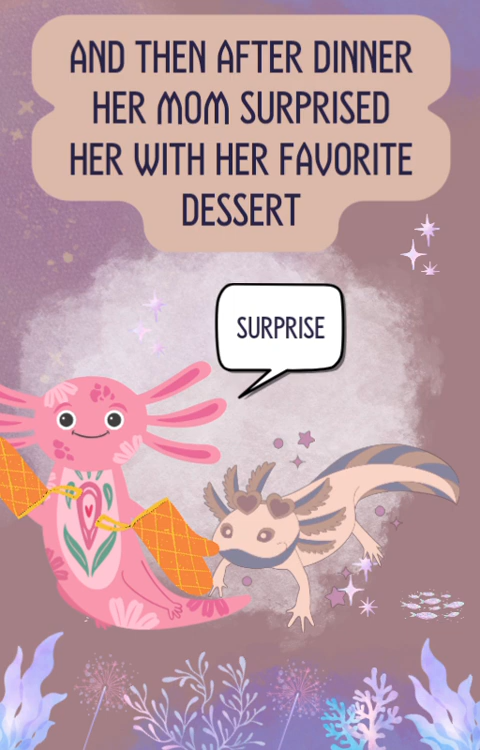 AND THEN AFTER DINNER
HER MOM SURPRISED
HER WITH HER FAVORITE
DESSERT
SURPRISE